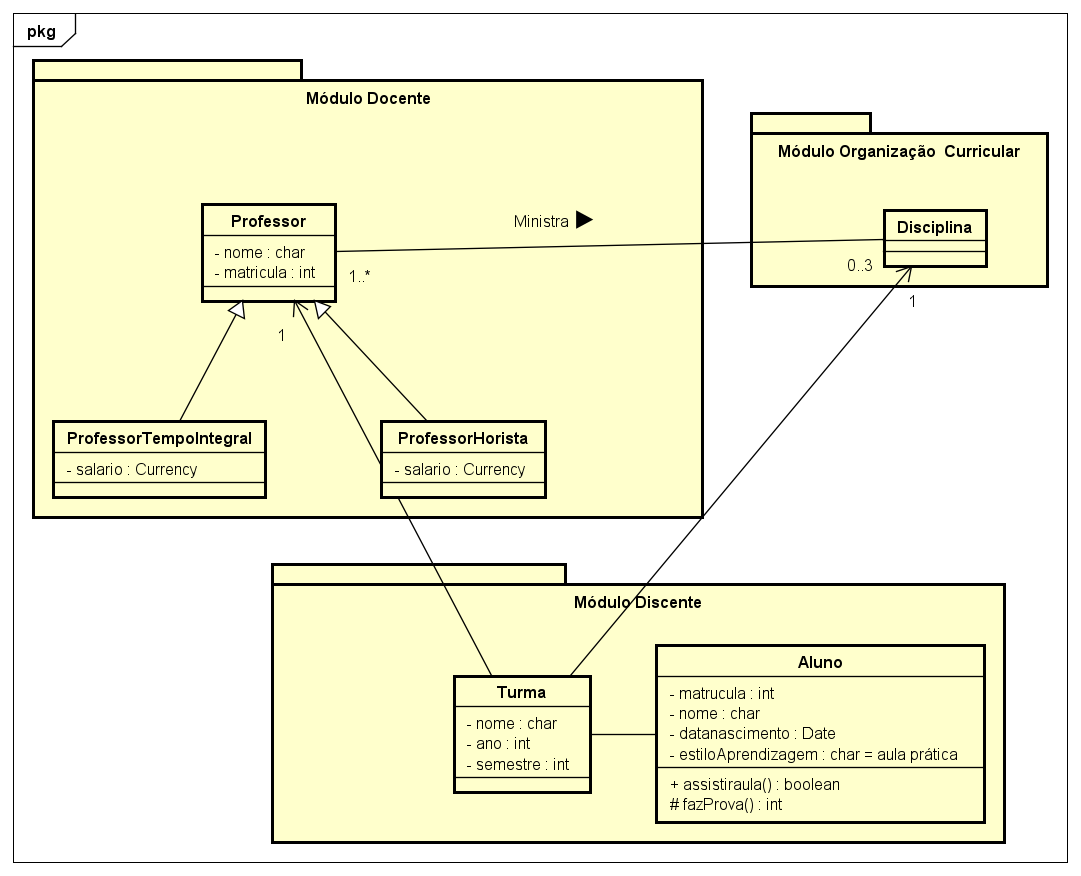 pkg
Módulo Docente
Módulo Organização  Curricular
Professor
- nome : char
- matricula : int
Ministra
1..*
Disciplina
0..3
1
1
ProfessorTempoIntegral
- salario : Currency
ProfessorHorista
- salario : Currency
Módulo Discente
Turma
- nome : char
- ano : int
- semestre : int
Aluno
- matrucula : int
- nome : char
- datanascimento : Date
- estiloAprendizagem : char = aula prática
+ assistiraula() : boolean
# fazProva() : int